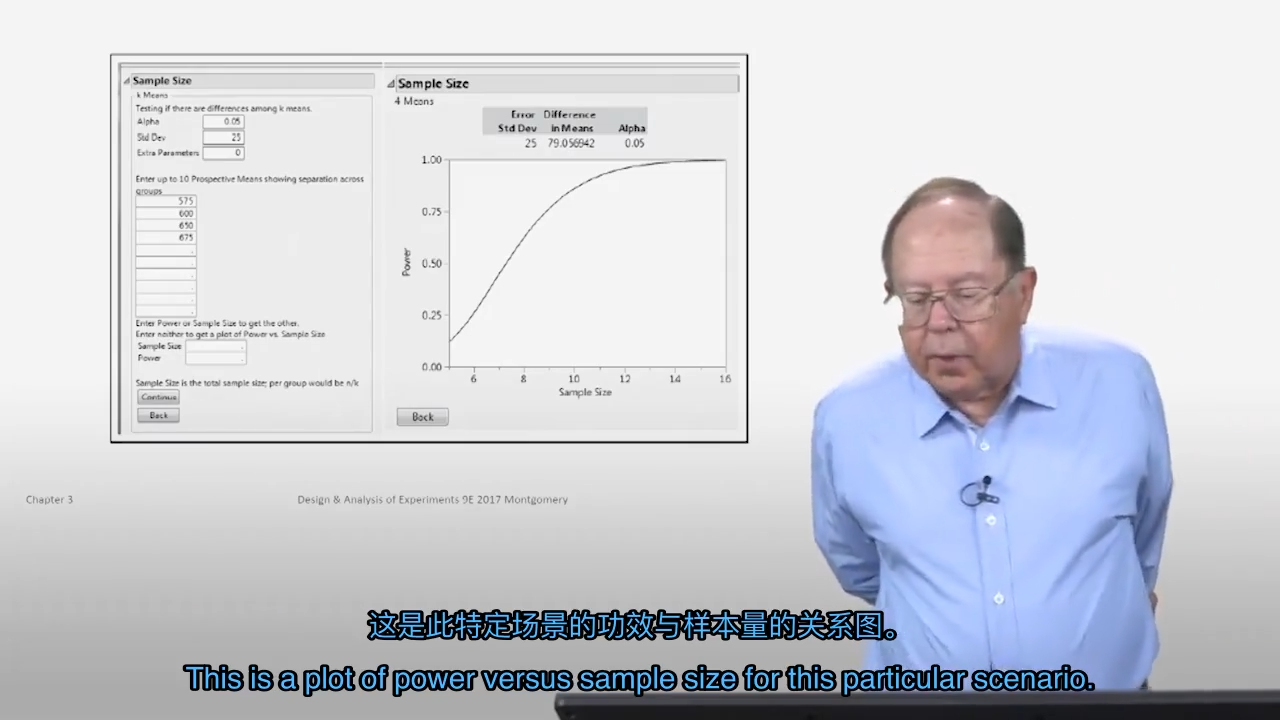 Sample Size
k Means
Testing if there are differences among k means.
Alpha 0.05
Std Dev 25
Extra Parameters 0
Enter up to 10 Prospective Means showing separation across
groups
575
600
650
675
Enter Power or Sample Size to get the other.
Enter neither to get a plot of Power vs. Sample Size
Sample Size
Power
Sample Size is the total sample size; per group would be n/k
Continue
Back
Sample Size
4 Means
Error Difference
Std Dev in Means Alpha
25 79.056942 0.05
1.00
0.75
0.50
0.25
0.00
Power
6 8 10 12 14 16
Sample Size
Back
Chapter 3
Design & Analysis of Experiments 9E 2017 Montgomery
这是此特定场景的功效与样本量的关系图。
This is a plot of power versus sample size for this particular scenario.